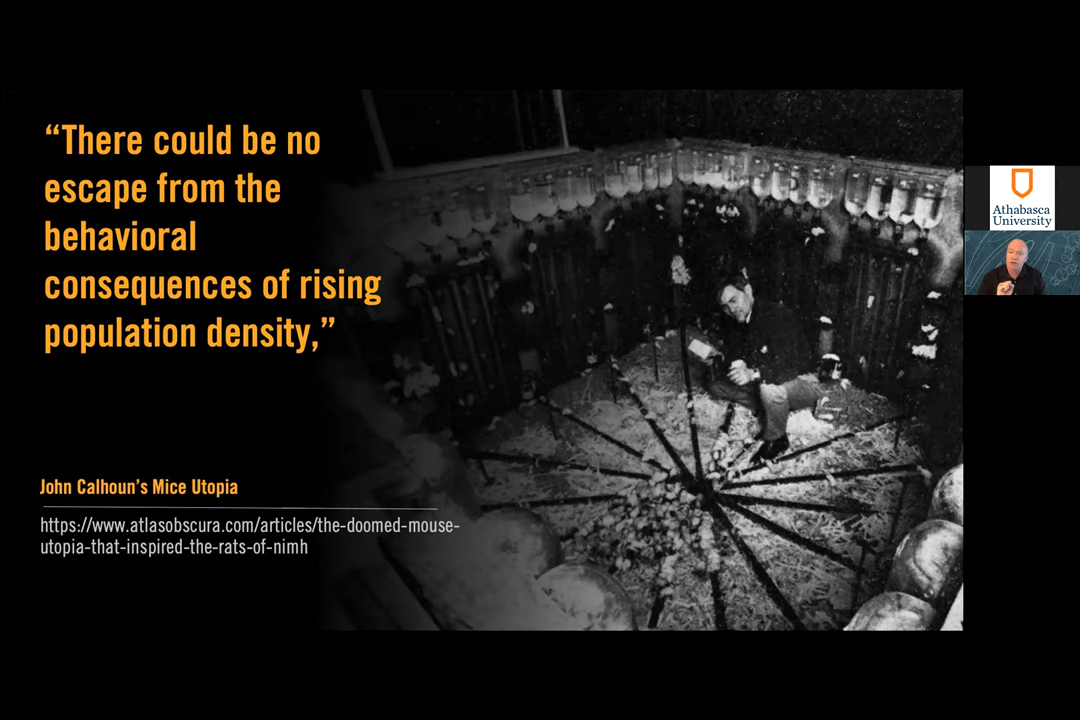 “There could be no
escape from the
behavioral
consequences of rising
population density,”
John Calhoun’s Mice Utopia
https://www.atlasobscura.com/articles/the-doomed-mouse-
utopia-that-inspired-the-rats-of-nimh
Athabasca
University